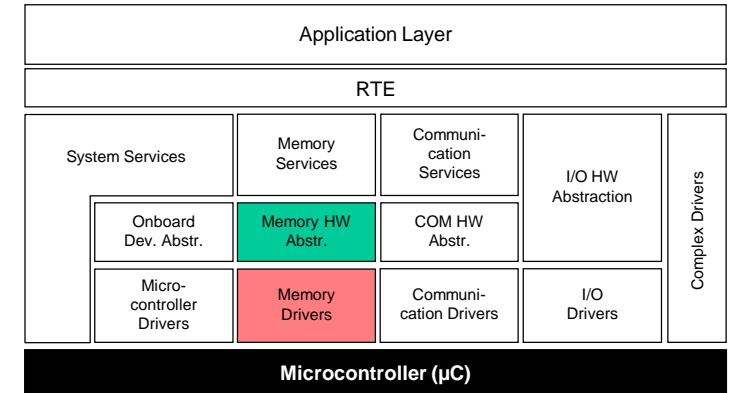 Application Layer
RTE
System Services
Memory
Services
Communi-
cation
Services
I/O HW
Abstraction
Complex Drivers
Onboard
Dev. Abstr.
Memory HW
Abstr.
COM HW
Abstr.
Micro-
controller
Drivers
Memory
Drivers
Communi-
cation Drivers
I/O
Drivers
Microcontroller (µC)